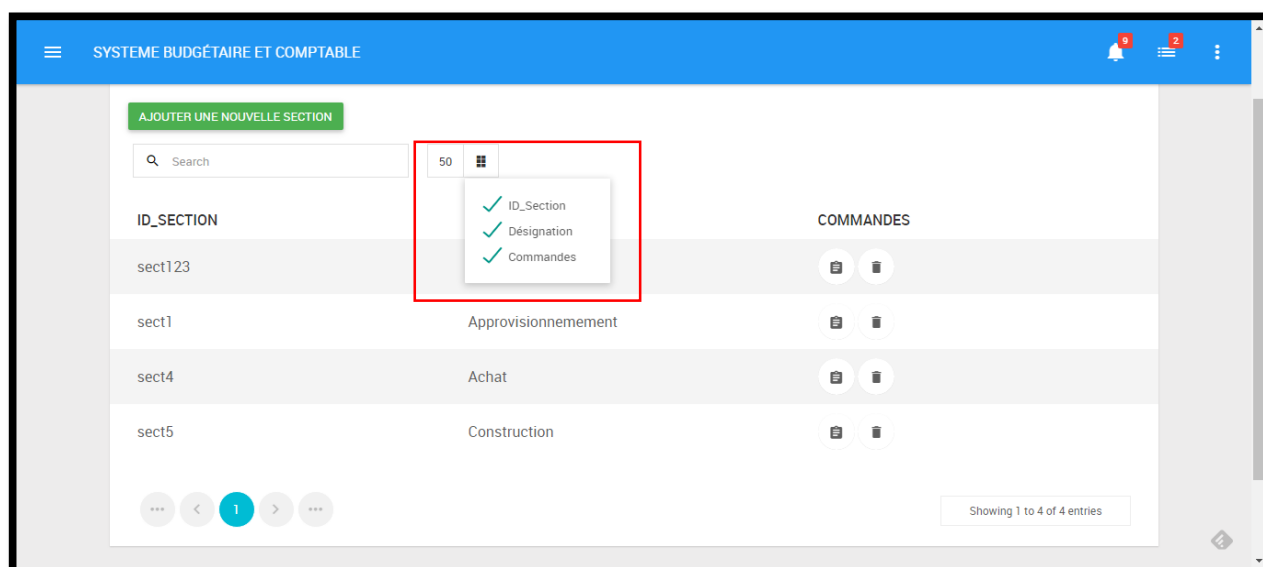 SYSTEME BUDGÉTAIRE ET COMPTABLE
9
2
AJOUTER UNE NOUVELLE SECTION
Search
50
ID_Section
Désignation
Commandes
ID_SECTION
COMMANDES
sect123
sect1 Approvisionnemement
sect4 Achat
sect5 Construction
1
Showing 1 to 4 of 4 entries